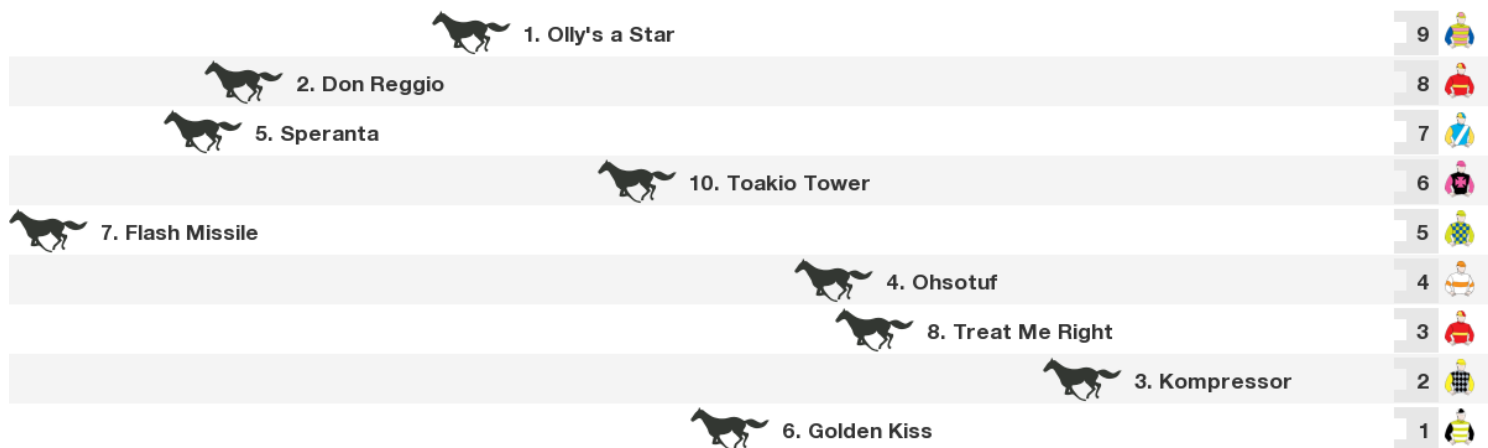 1. Olly's a Star 9
2. Don Reggio 8
5. Speranta 7
10. Toakio Tower 6
7. Flash Missile 5
4. Ohsotuf 4
8. Treat Me Right 3
3. Kompressor 2
6. Golden Kiss 1